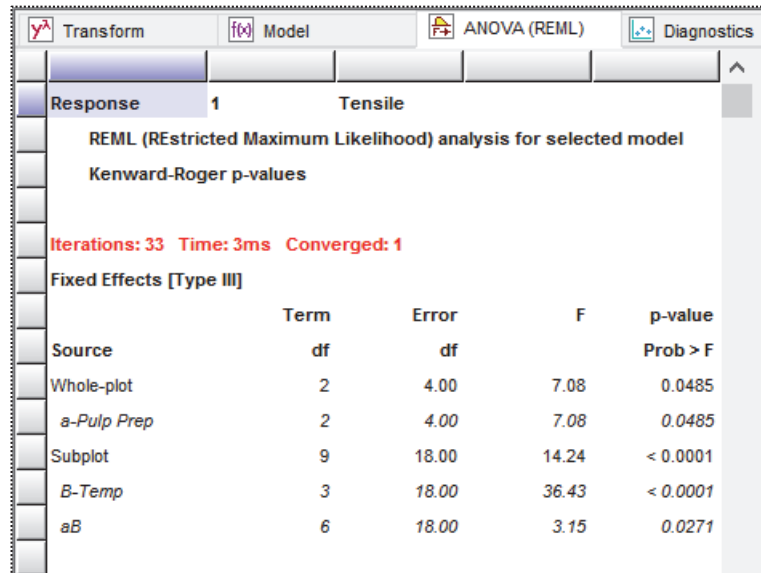 yλ Transform f(x) Model F+ ANOVA (REML) Diagnostics
Response 1 Tensile
REML (REstricted Maximum Likelihood) analysis for selected model
Kenward-Roger p-values
Iterations: 33 Time: 3ms Converged: 1
Fixed Effects [Type III]
Term Error F p-value
Source df df Prob > F
Whole-plot 2 4.00 7.08 0.0485
a-Pulp Prep 2 4.00 7.08 0.0485
Subplot 9 18.00 14.24 < 0.0001
B-Temp 3 18.00 36.43 < 0.0001
aB 6 18.00 3.15 0.0271